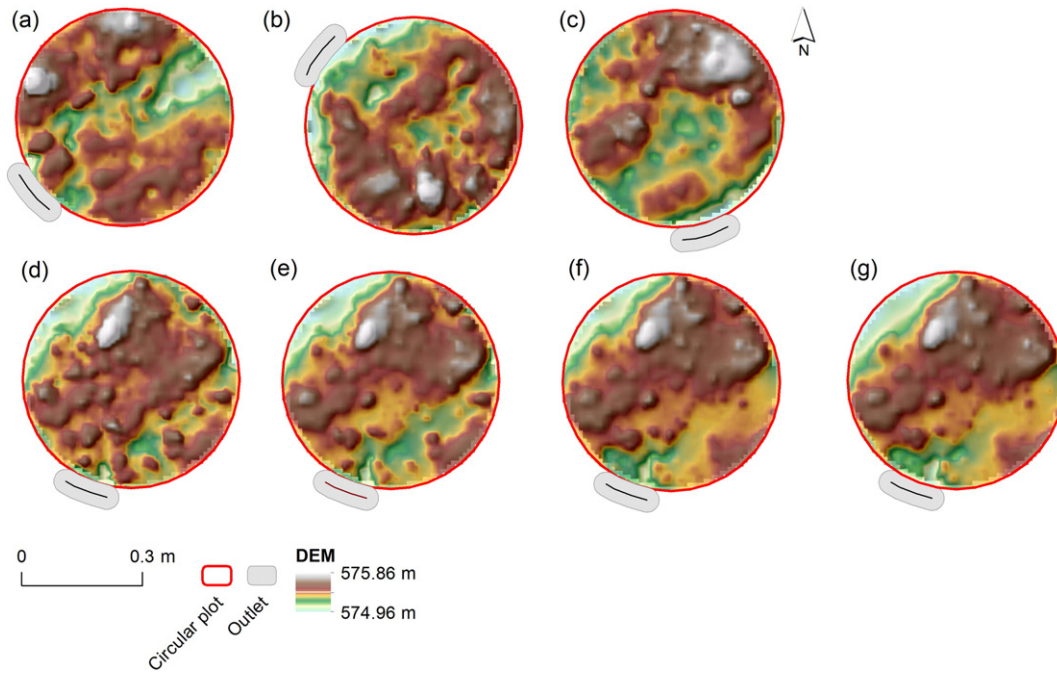 (a)
(b)
(c)
N
(d)
(e)
(f)
(g)
0 0.3 m
DEM
575.86 m
574.96 m
Circular plot
Outlet